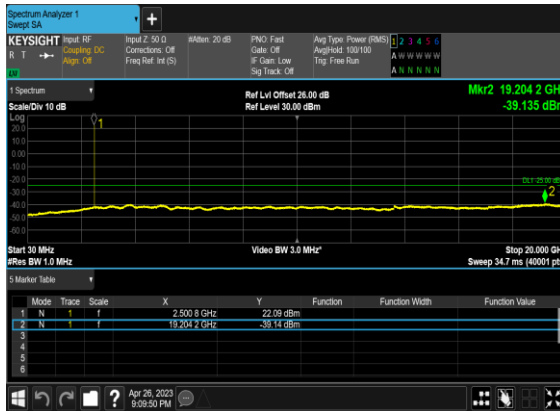 Spectrum Analyzer 1
Swept SA
KEYSIGHT Input: RF Input Z: 50 Ω #Atten: 20 dB PNO: Fast Avg Type: Power (RMS) 1 2 3 4 5 6
R T Coupling: DC Corrections: Off Gate: Off Avg|Hold: 100/100 A W W W W W
Align: Off Freq Ref: Int (S) IF Gain: Low Trig: Free Run
Sig Track: Off A N N N N N
1 Spectrum Ref Lvl Offset 26.00 dB Mkr2 19.204 2 GH
Scale/Div 10 dB Ref Level 30.00 dBm -39.135 dB
Log
20.0
10.0
0.00
-10.0
-20.0
-30.0
-40.0
-50.0
-60.0
1
DL1 -25.00 dB
2
Start 30 MHz Video BW 3.0 MHz* Stop 20.000 GH
#Res BW 1.0 MHz Sweep 34.7 ms (40001 pt
5 Marker Table
Mode Trace Scale X Y Function Function Width Function Value
1 N 1 f 2.500 8 GHz 22.09 dBm
2 N 1 f 19.204 2 GHz -39.14 dBm
3
4
5
6
Apr 26, 2023
9:09:50 PM